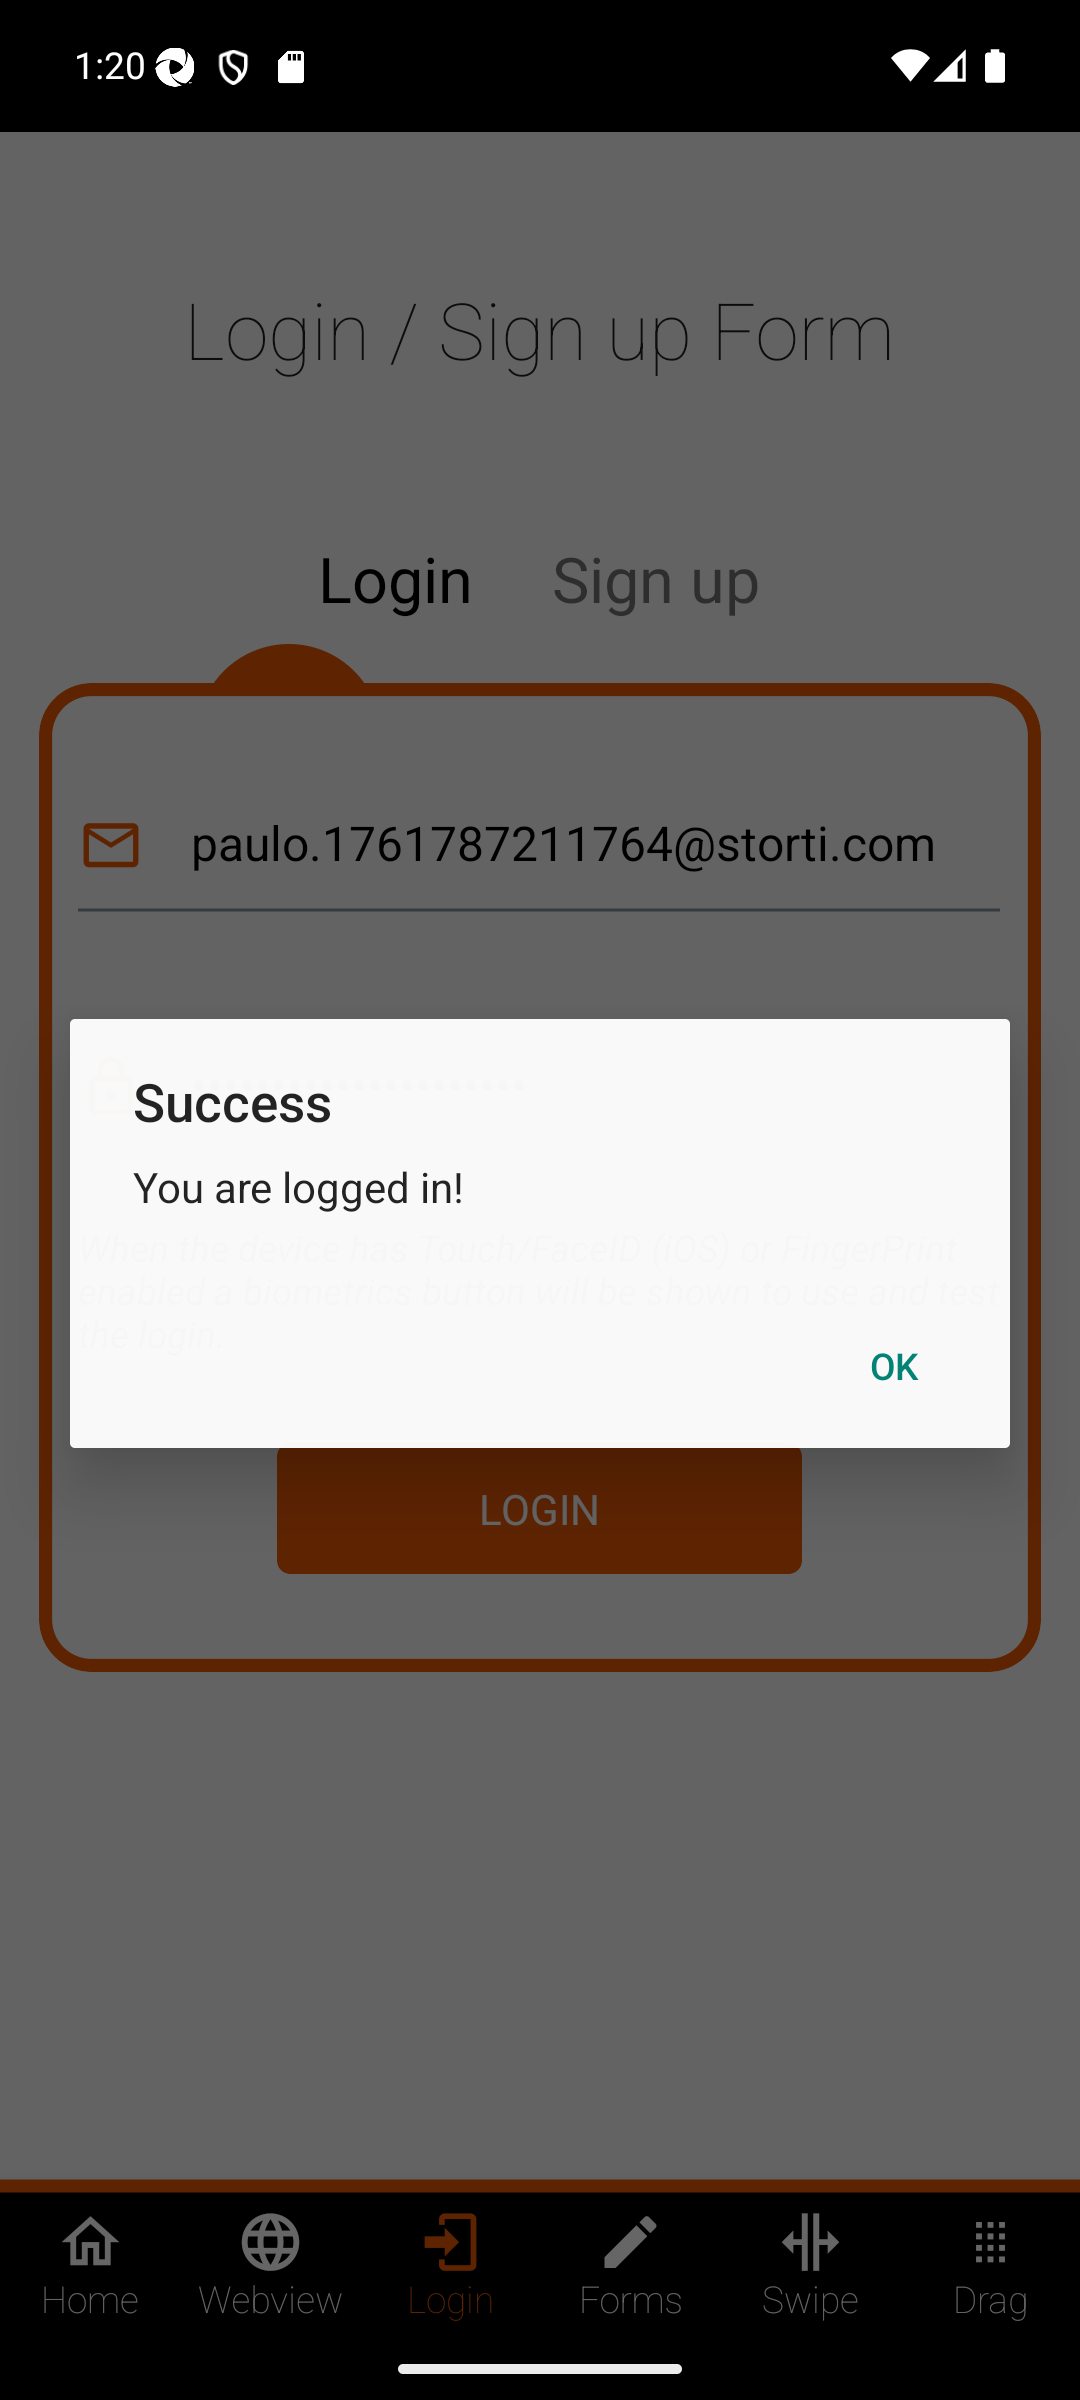 1:20
Login / Sign up Form
Login Sign up
paulo.1761787211764@storti.com
Success
You are logged in!
When the device has Touch/FaceID (iOS) or FingerPrint
enabled a biometrics button will be shown to use and test
the login.
OK
LOGIN
Home Webview Login Forms Swipe Drag